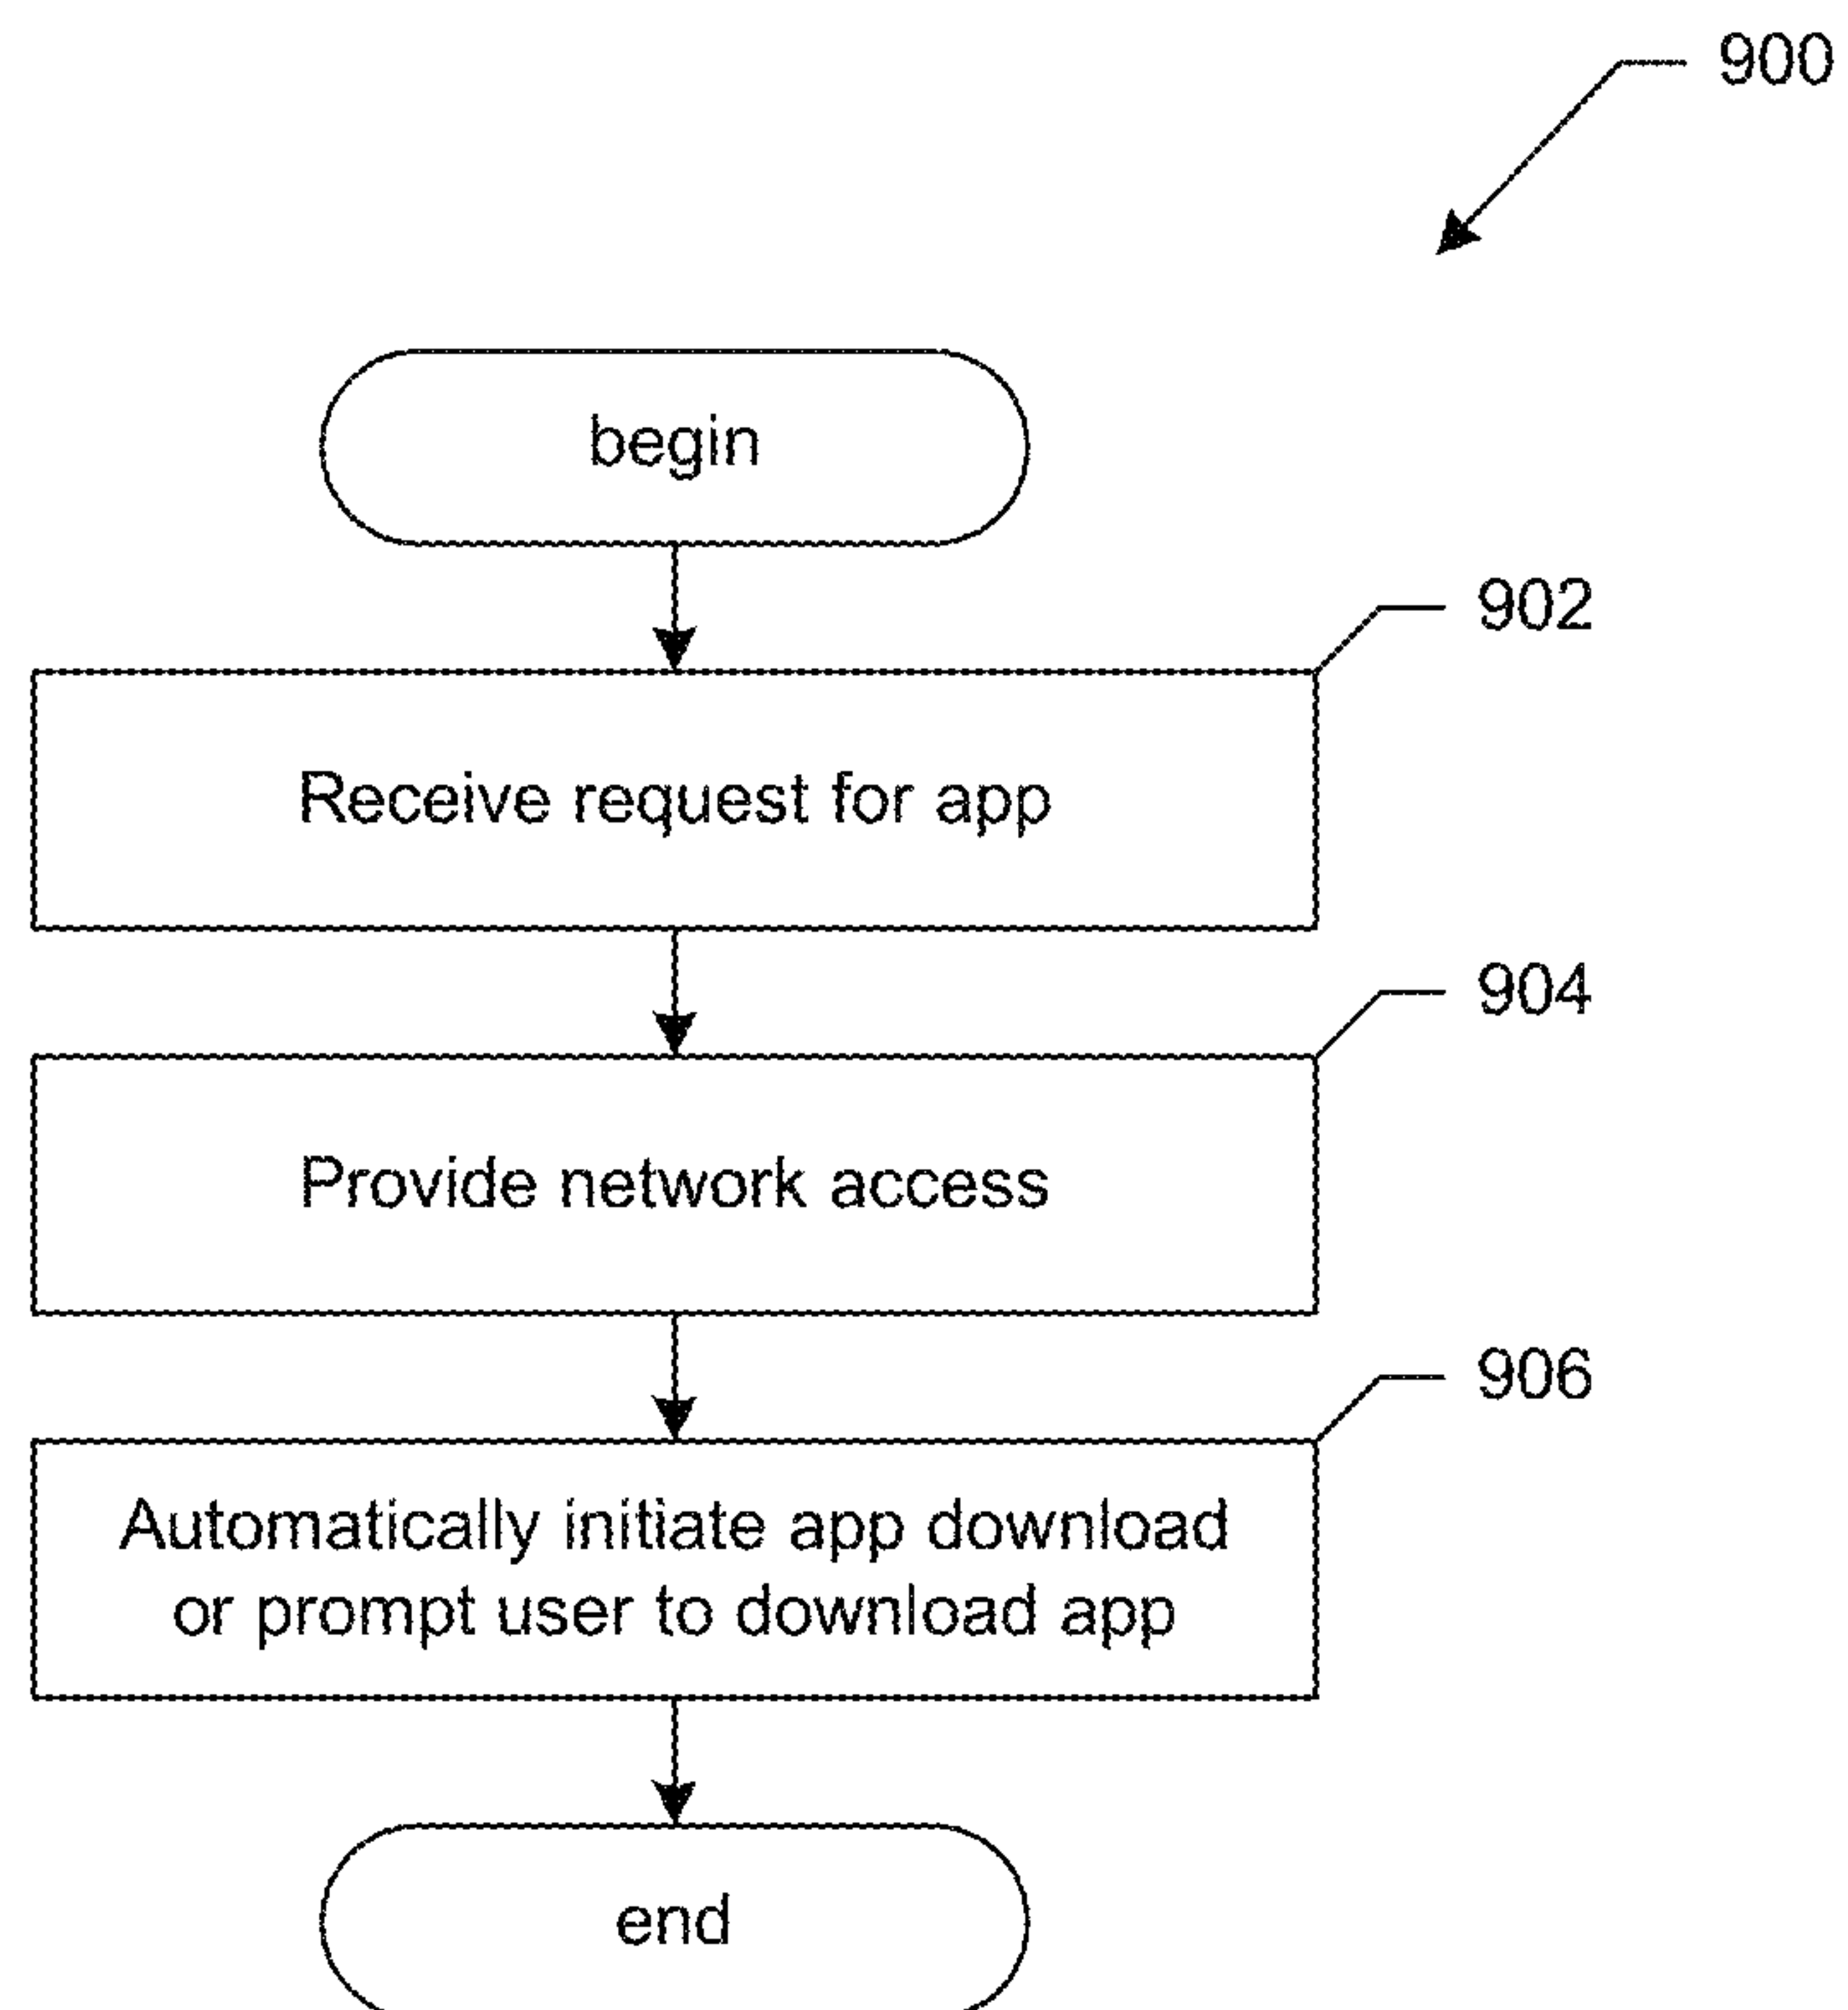 900
begin
902
Receive request for app
904
Provide network access
906
Automatically initiate app download
or prompt user to download app
end